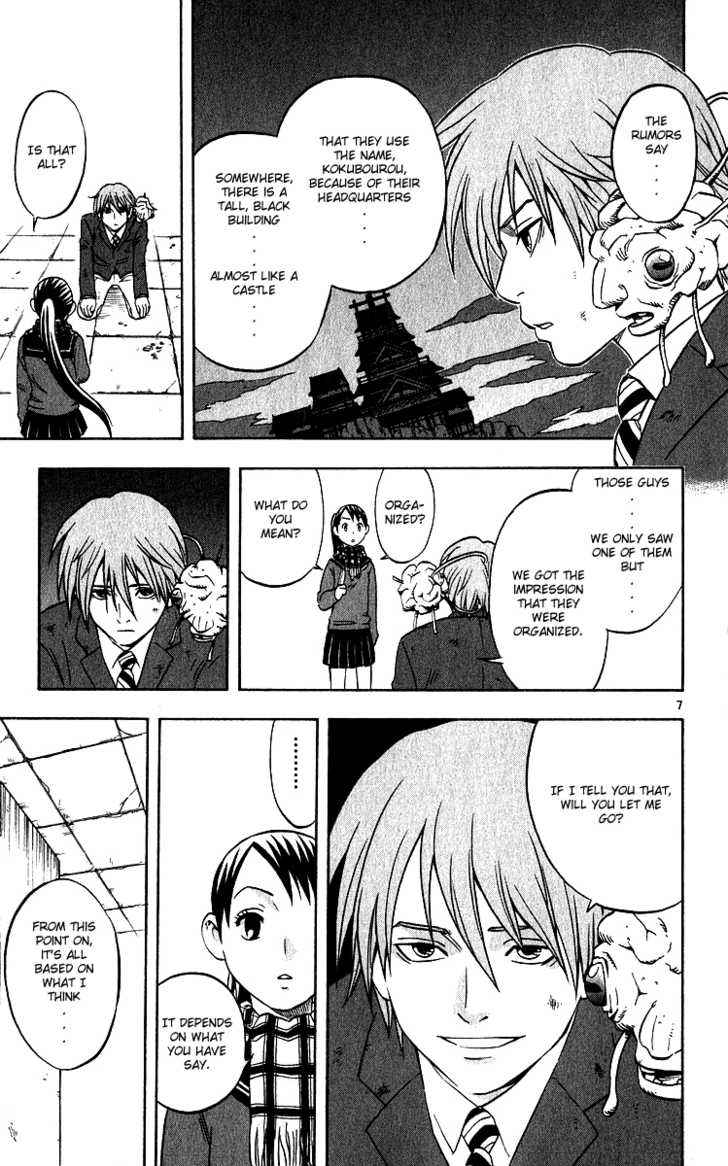 THE
RUMORS
SAY
...
THAT THEY USE
THE NAME,
KOKUBOUROU,
BECAUSE OF THEIR
HEADQUARTERS
...
SOMEWHERE,
THERE IS A
TALL, BLACK
BUILDING
...
ALMOST LIKE A
CASTLE
...
IS THAT
ALL?
THOSE GUYS
...
WE ONLY SAW
ONE OF THEM
BUT
...
WE GOT THE
IMPRESSION
THAT THEY
WERE
ORGANIZED.
ORGA-
NIZED?
WHAT DO
YOU
MEAN?
7
IF I TELL YOU THAT,
WILL YOU LET ME
GO?
........
IT DEPENDS
ON WHAT
YOU HAVE
SAY.
FROM THIS
POINT ON,
IT'S ALL
BASED ON
WHAT I
THINK
...